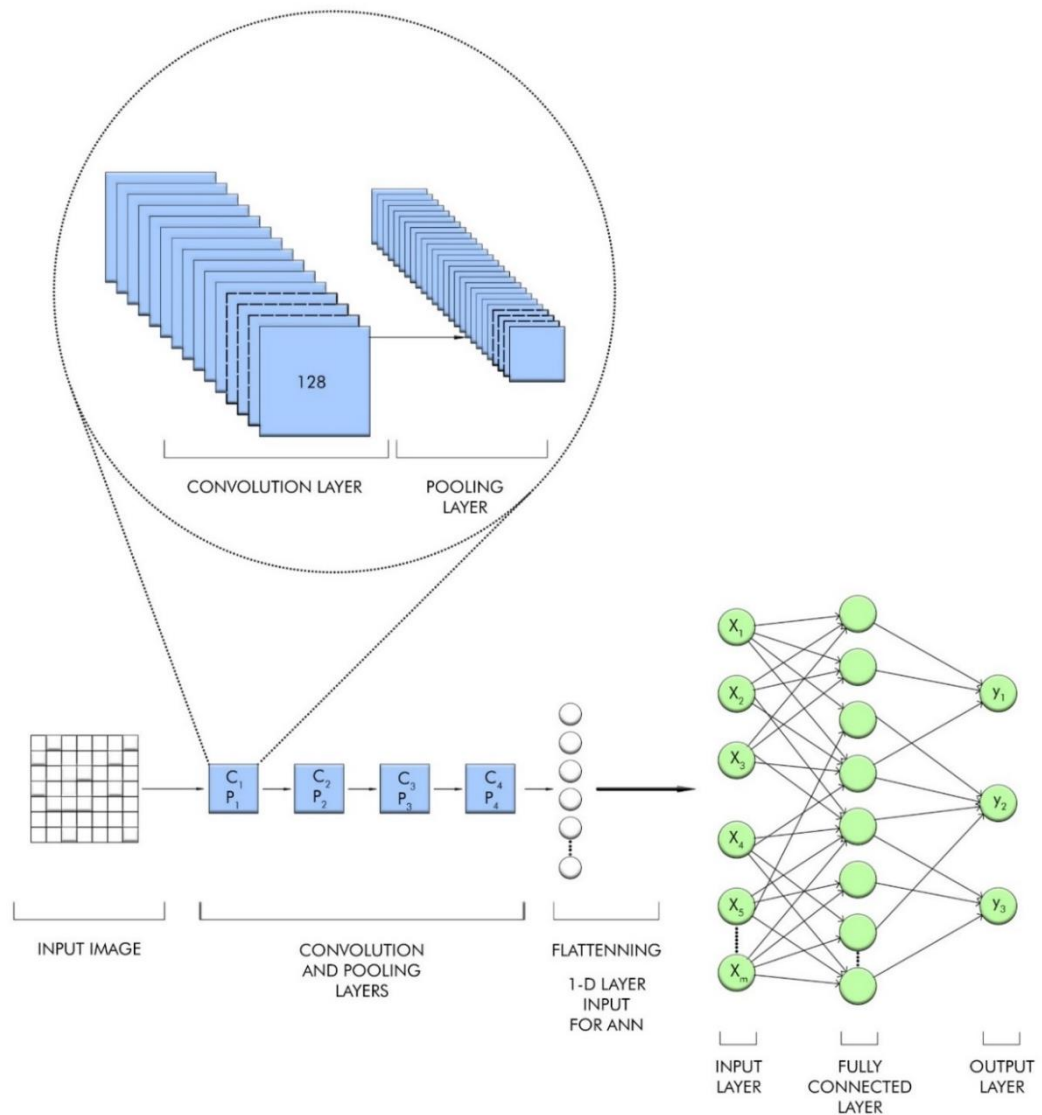 128
CONVOLUTION LAYER
POOLING
LAYER
X₁
X₂
X₃
X₄
X₅
Xₘ
y₁
y₂
y₃
C₁
P₁
C₂
P₂
C₃
P₃
C₄
P₄
INPUT IMAGE
CONVOLUTION
AND POOLING
LAYERS
FLATTENNING
1-D LAYER
INPUT
FOR ANN
INPUT
LAYER
FULLY
CONNECTED
LAYER
OUTPUT
LAYER